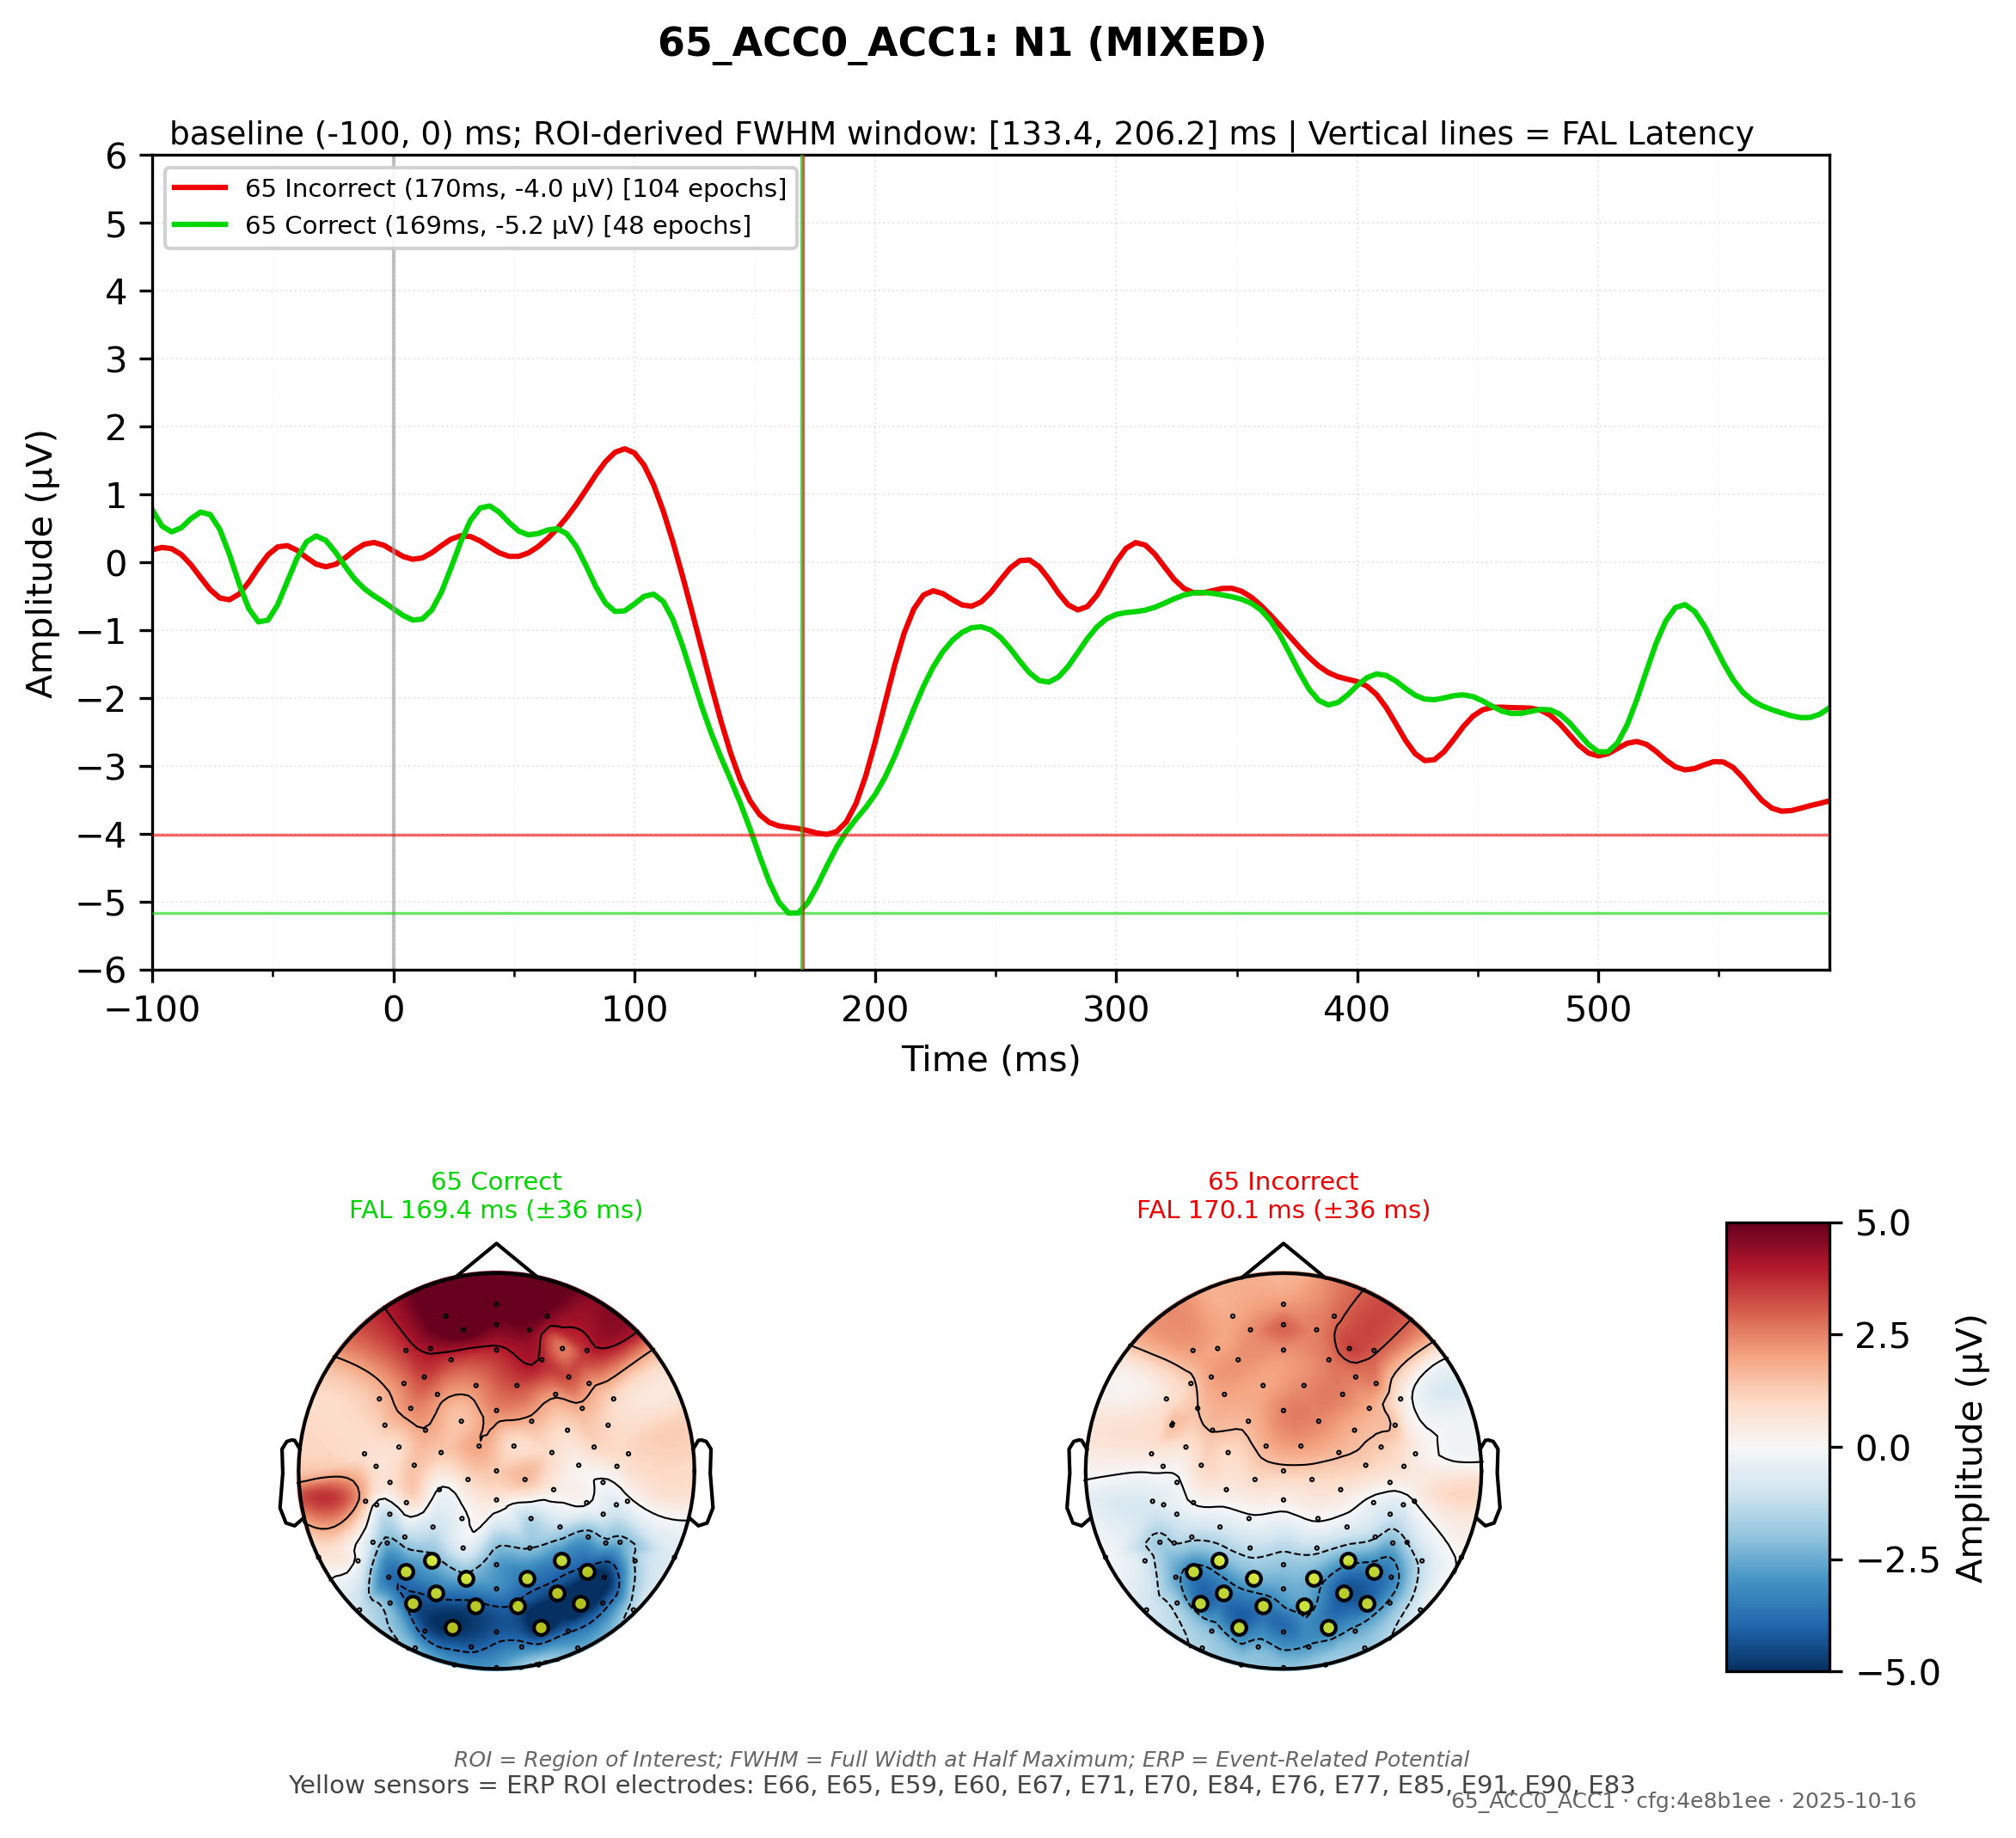 65_ACC0_ACC1: N1 (MIXED)
baseline (-100, 0) ms; ROI-derived FWHM window: [133.4, 206.2] ms | Vertical lines = FAL Latency
65 Incorrect (170ms, -4.0 µV) [104 epochs]
65 Correct (169ms, -5.2 µV) [48 epochs]
Amplitude (µV)
6
5
4
3
2
1
0
−1
−2
−3
−4
−5
−6
−100
0
100
200
300
400
500
Time (ms)
65 Correct
FAL 169.4 ms (±36 ms)
65 Incorrect
FAL 170.1 ms (±36 ms)
5.0
2.5
0.0
−2.5
−5.0
Amplitude (µV)
ROI = Region of Interest; FWHM = Full Width at Half Maximum; ERP = Event-Related Potential
Yellow sensors = ERP ROI electrodes: E66, E65, E59, E60, E67, E71, E70, E84, E76, E77, E85, E91, E90, E83
65_ACC0_ACC1 · cfg:4e8b1ee · 2025-10-16